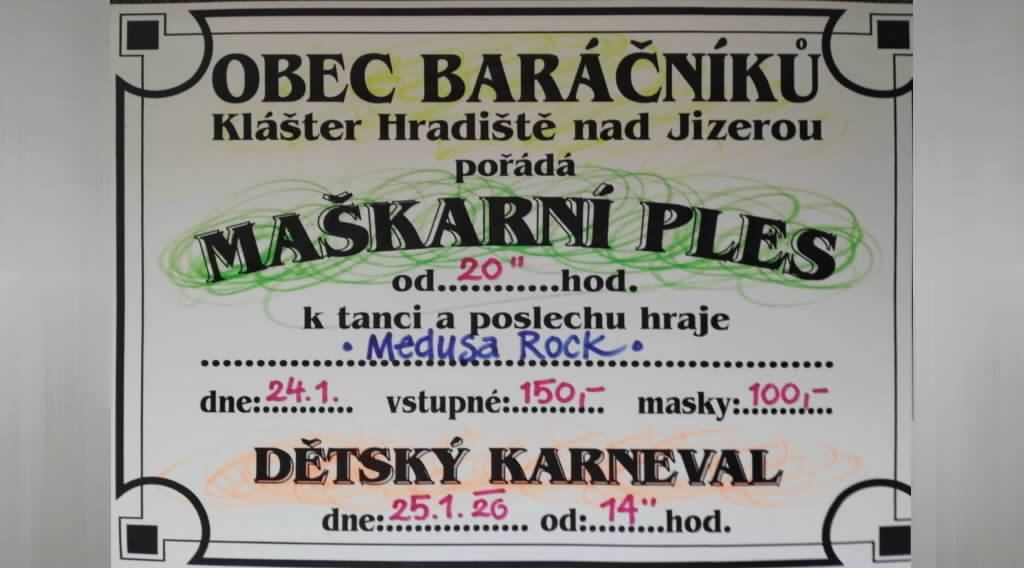 OBEC BARÁČNÍKŮ
Klášter Hradiště nad Jizerou
pořádá
MAŠKARNÍ PLES
od...20"...hod.
k tanci a poslechu hraje
• Medusa Rock •
dne:.24.1... vstupné:.150,-.. masky:.100,-..
DĚTSKÝ KARNEVAL
dne:.25.1.26... od:..14"...hod.